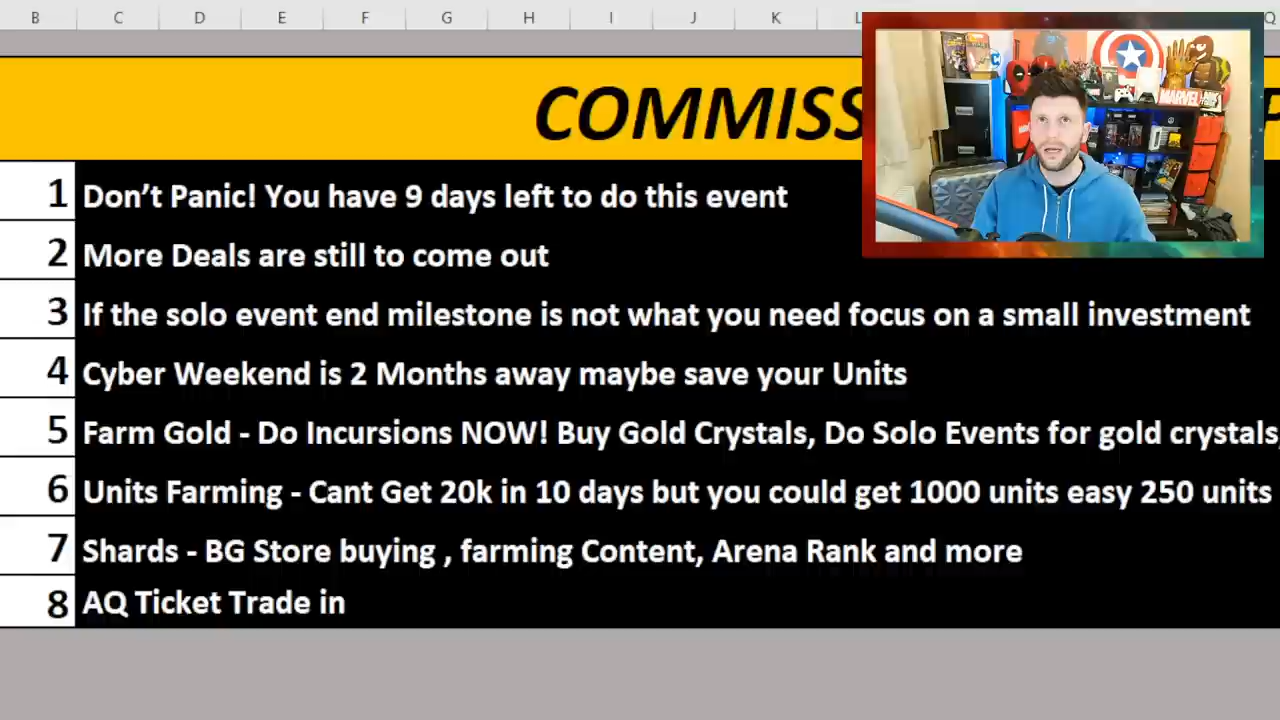 B C D E F G H I J K L Q
COMMISS P
1 Don’t Panic! You have 9 days left to do this event
2 More Deals are still to come out
3 If the solo event end milestone is not what you need focus on a small investment
4 Cyber Weekend is 2 Months away maybe save your Units
5 Farm Gold - Do Incursions NOW! Buy Gold Crystals, Do Solo Events for gold crystals,
6 Units Farming - Cant Get 20k in 10 days but you could get 1000 units easy 250 units
7 Shards - BG Store buying , farming Content, Arena Rank and more
8 AQ Ticket Trade in
MARVEL